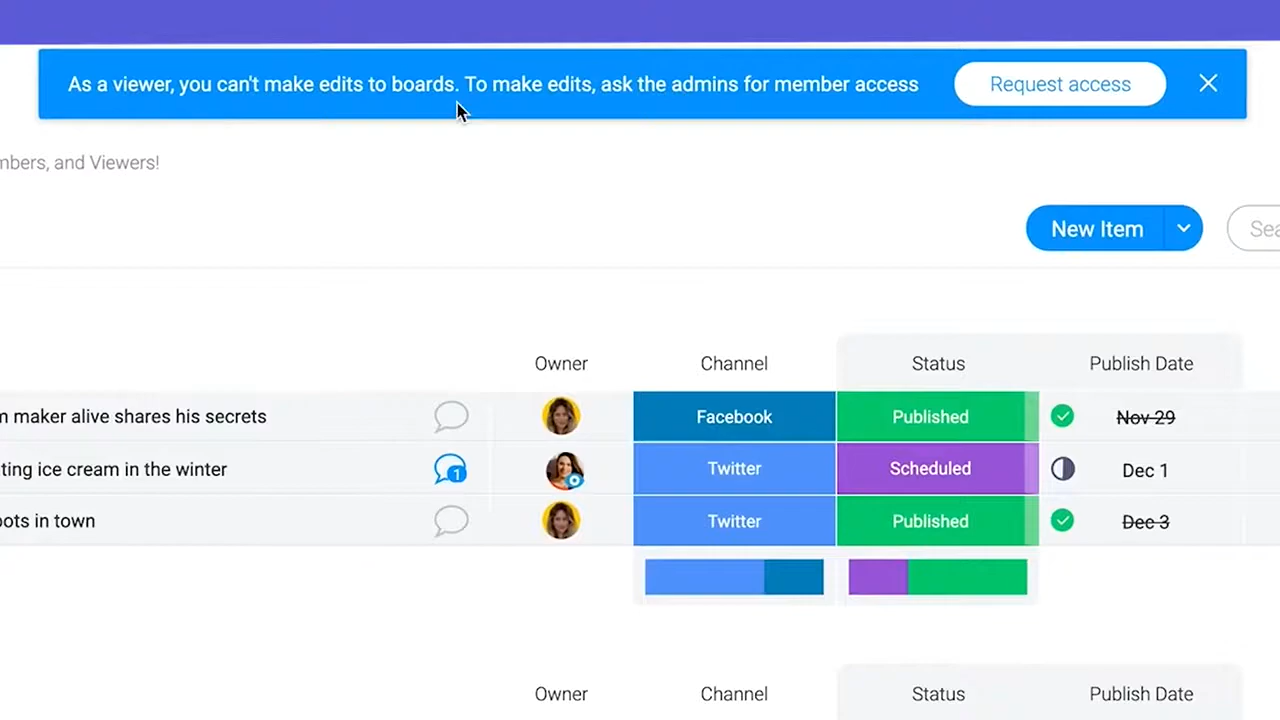 As a viewer, you can't make edits to boards. To make edits, ask the admins for member access Request access
mbers, and Viewers!
New Item
Sea
Owner Channel Status Publish Date
m maker alive shares his secrets Facebook Published Nov 29
ting ice cream in the winter 1 Twitter Scheduled Dec 1
ots in town Twitter Published Dec 3
Owner Channel Status Publish Date